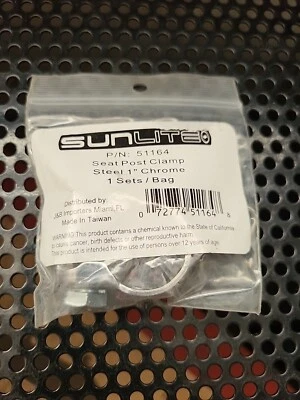 SUNLITE
P/N: 51164
Seat Post Clamp
Steel 1" Chrome
1 Sets / Bag
Distributed by:
J&B Importers Miami, FL
Made In Taiwan
0 72774 51164 8
WARNING: This product contains a chemical known to the State of California
to cause cancer, birth defects or other reproductive harm.
This product is intended for the use of persons over 12 years of age.